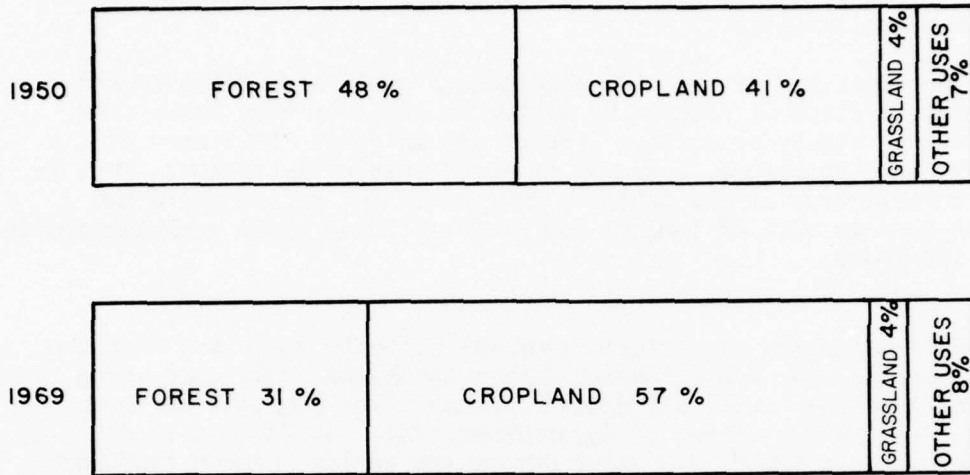 1950
FOREST 48 %
CROPLAND 41 %
GRASSLAND 4%
OTHER USES
7%
1969
FOREST 31 %
CROPLAND 57 %
GRASSLAND 4%
OTHER USES
8%